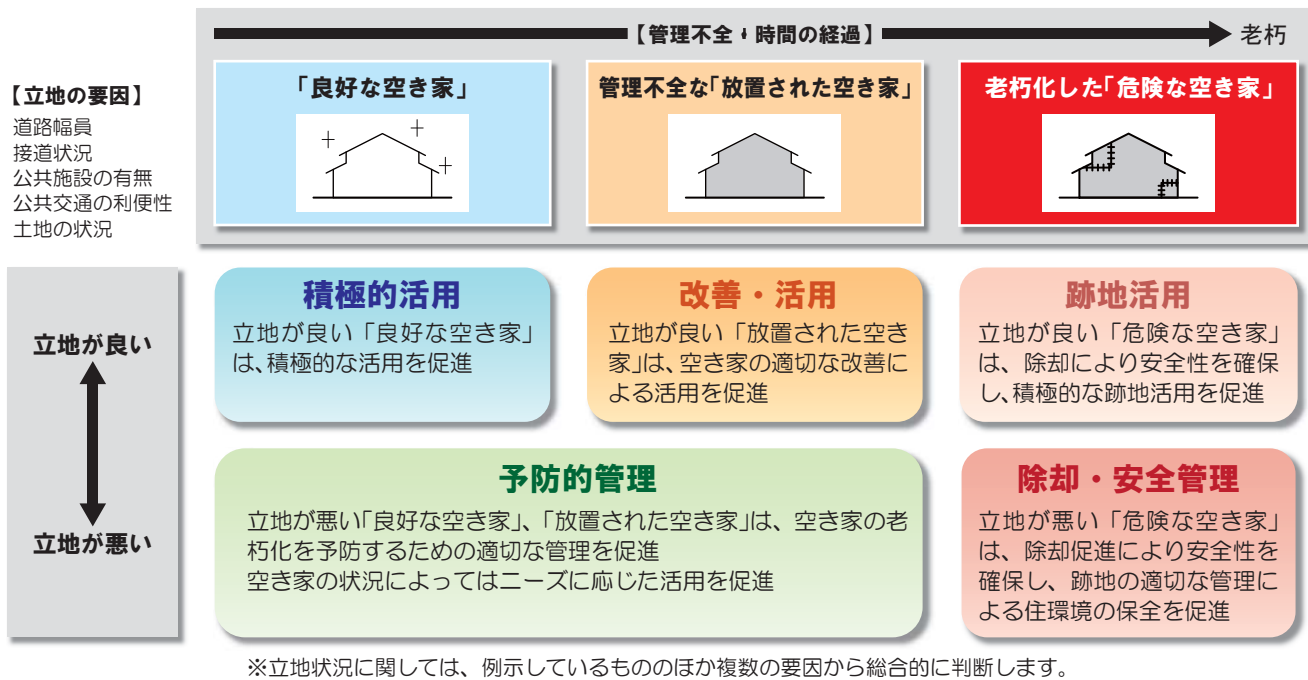 【管理不全・時間の経過】 老朽
【立地の要因】
道路幅員
接道状況
公共施設の有無
公共交通の利便性
土地の状況
「良好な空き家」
管理不全な「放置された空き家」
老朽化した「危険な空き家」
立地が良い
立地が悪い
積極的活用
立地が良い「良好な空き家」
は、積極的な活用を促進
改善・活用
立地が良い「放置された空き
家」は、空き家の適切な改善に
よる活用を促進
跡地活用
立地が良い「危険な空き家」
は、除却により安全性を確保
し、積極的な跡地活用を促進
予防的管理
立地が悪い「良好な空き家」、「放置された空き家」は、空き家の老
朽化を予防するための適切な管理を促進
空き家の状況によってはニーズに応じた活用を促進
除却・安全管理
立地が悪い「危険な空き家」
は、除却促進により安全性を
確保し、跡地の適切な管理に
よる住環境の保全を促進
※立地状況に関しては、例示しているもののほか複数の要因から総合的に判断します。